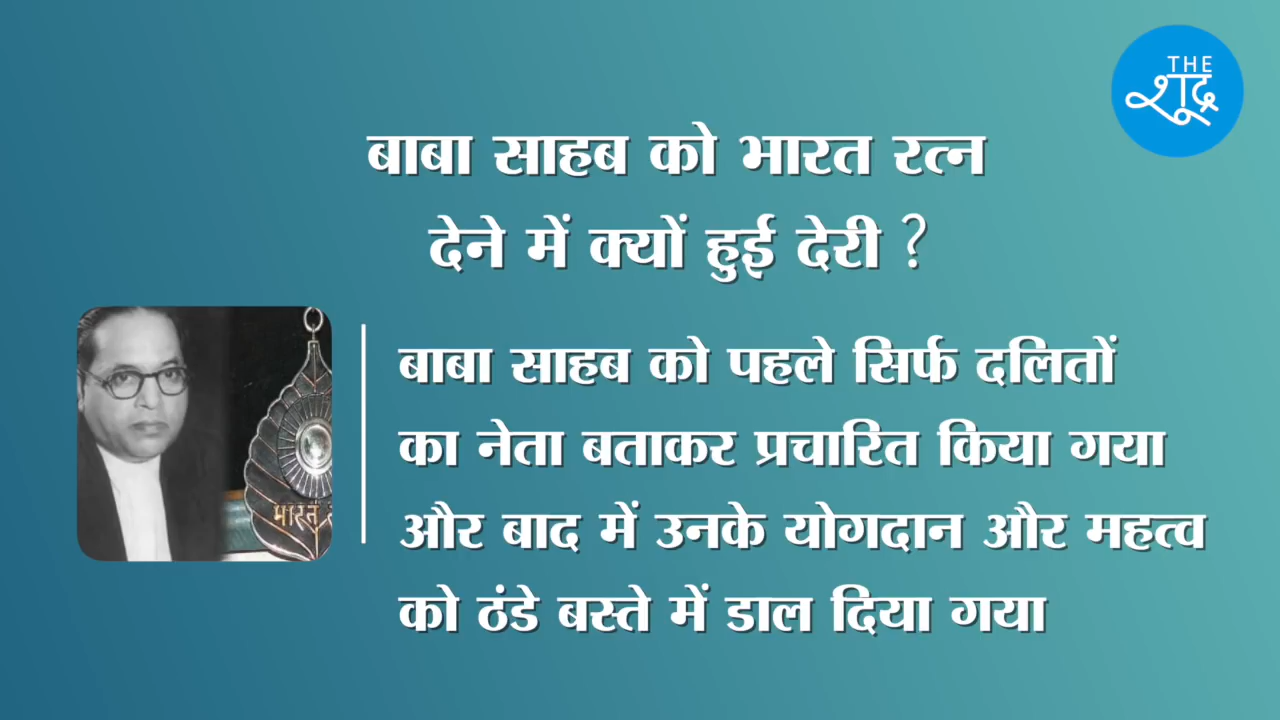 THE
शूद्र
बाबा साहब को भारत रत्न
देने में क्यों हुई देरी ?
बाबा साहब को पहले सिर्फ दलितों
का नेता बताकर प्रचारित किया गया
और बाद में उनके योगदान और महत्व
को ठंडे बस्ते में डाल दिया गया